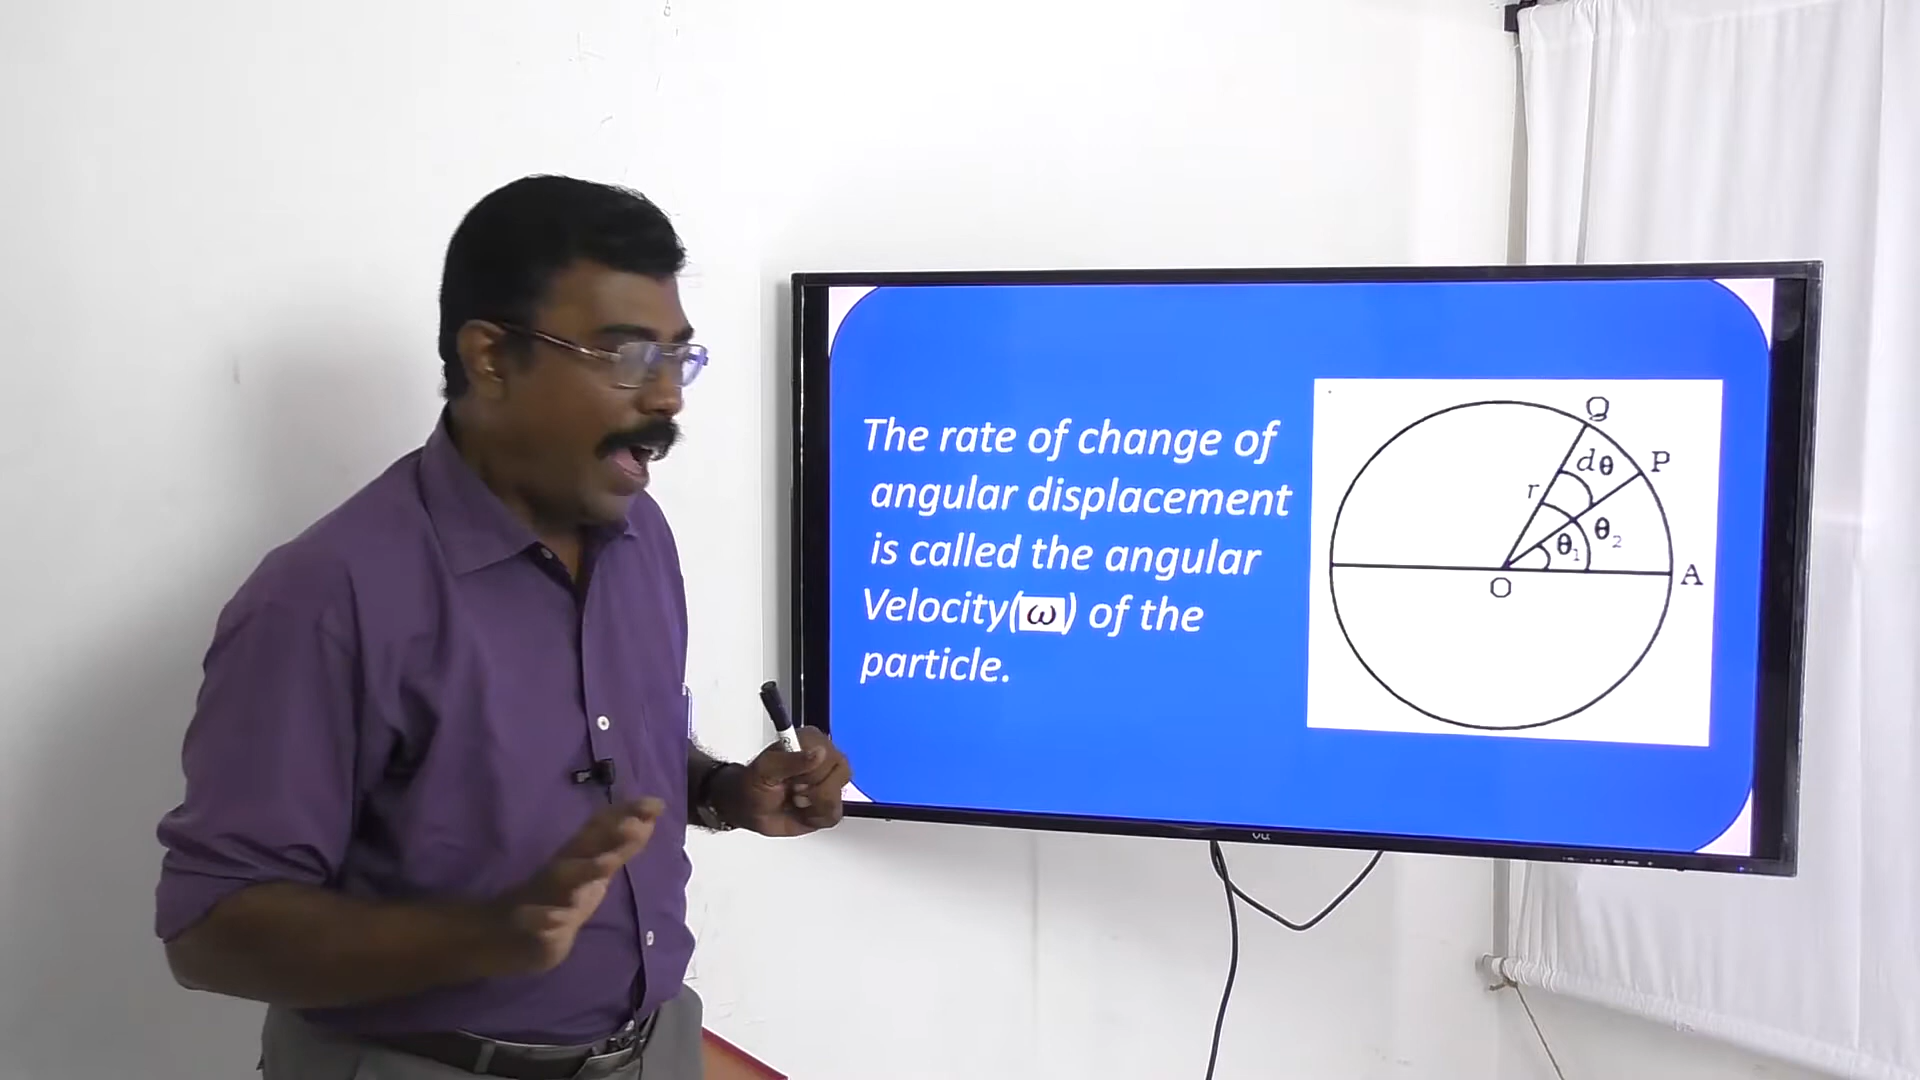 The rate of change of
angular displacement
is called the angular
Velocity(ω) of the
particle.
Q
dθ
P
r
θ₂
θ₁
A
O